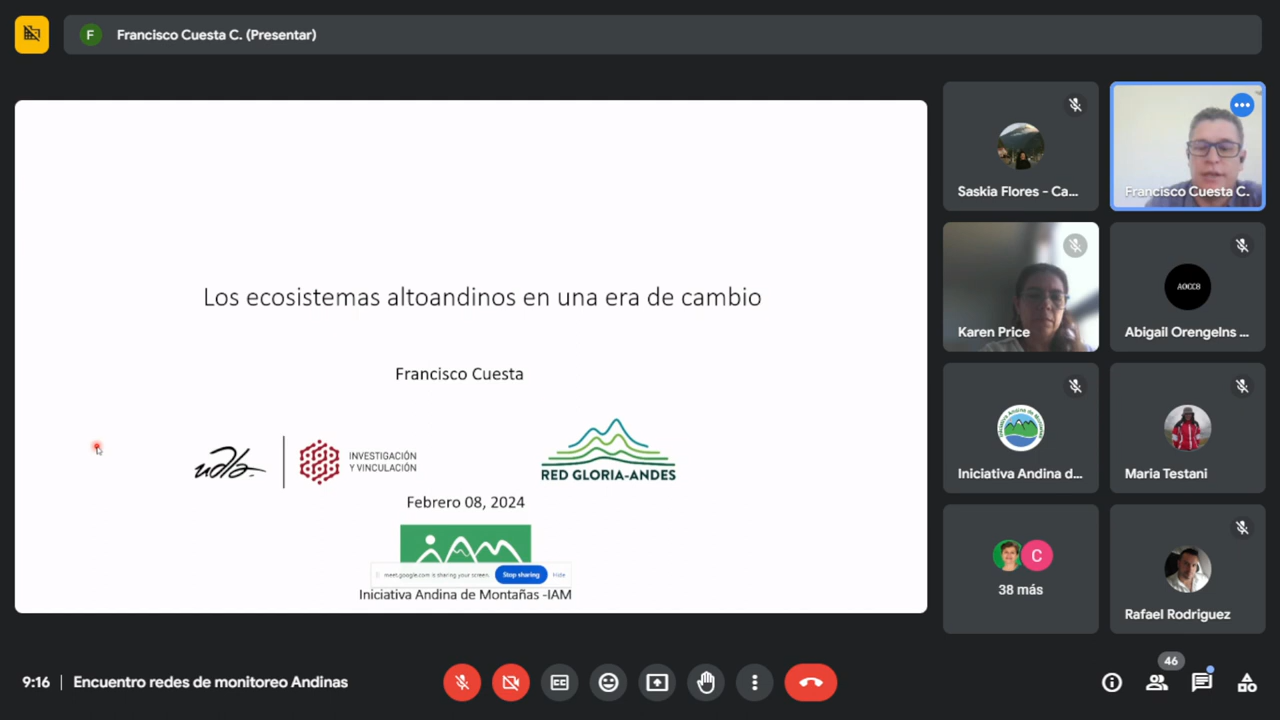 F
Francisco Cuesta C. (Presentar)
Los ecosistemas altoandinos en una era de cambio
Francisco Cuesta
udla
INVESTIGACIÓN
Y VINCULACIÓN
RED GLORIA-ANDES
Febrero 08, 2024
meet.google.com is sharing your screen.
Stop sharing
Hide
Iniciativa Andina de Montañas -IAM
Saskia Flores - Ca...
Francisco Cuesta C.
Karen Price
AOCCB
Abigail OrengeIns ...
Iniciativa Andina d...
Maria Testani
C
38 más
Rafael Rodriguez
9:16
Encuentro redes de monitoreo Andinas
46